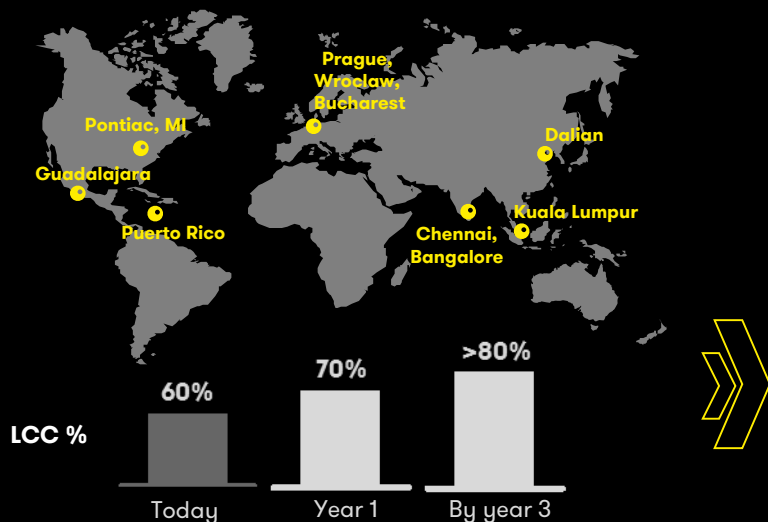 Prague,
Wroclaw,
Bucharest
Pontiac, MI
Dalian
Guadalajara
Kuala Lumpur
Puerto Rico
Chennai,
Bangalore
>80%
70%
60%
LCC %
Today
Year 1
By year 3